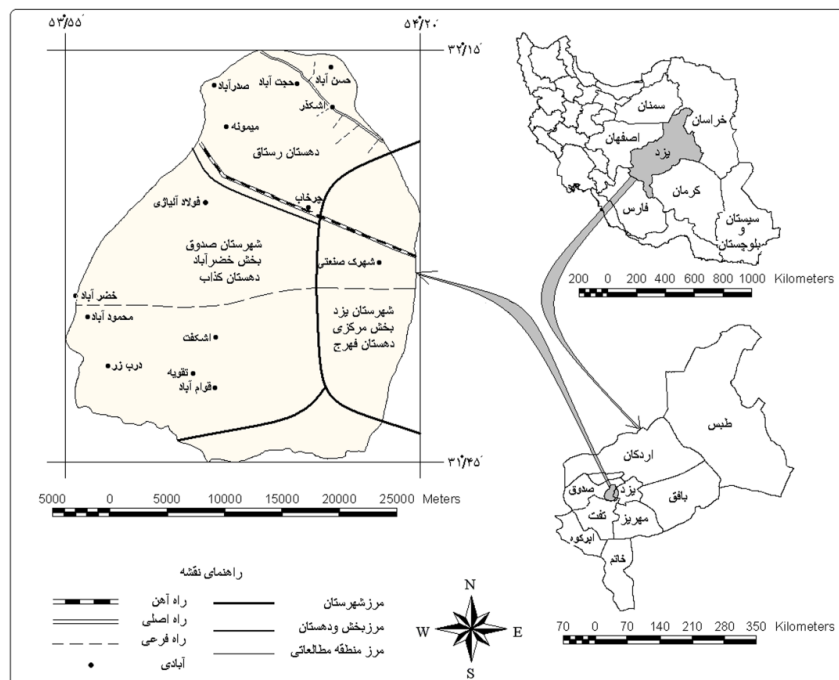 ۵۳/۵۵
۵۴/۲۰
۳۲/۱۵
حسن آباد
صدرآباد
حجت آباد
اشکذر
میمونه
دهستان رستاق
چرخاب
فولاد آلیاژی
شهرستان صدوق
بخش خضرآباد
دهستان کذاب
شهرک صنعتی
خضر آباد
محمود آباد
شهرستان یزد
بخش مرکزی
دهستان فهرج
اشکفت
درب زر
تقویه
قوام آباد
۳۱/۴۵
5000 0 5000 10000 15000 20000 25000 Meters
سمنان
خراسان
اصفهان
یزد
کرمان
فارس
سیستان
و
بلوچستان
200 0 200 400 600 800 1000 Kilometers
طبس
اردکان
صدوق
یزد
بافق
تفت
مهریز
ابرکوه
خاتم
70 0 70 140 210 280 350 Kilometers
راهنمای نقشه
مرزشهرستان
راه آهن
مرزبخش ودهستان
راه اصلی
مرز منطقه مطالعاتی
راه فرعی
آبادی
N
W E
S